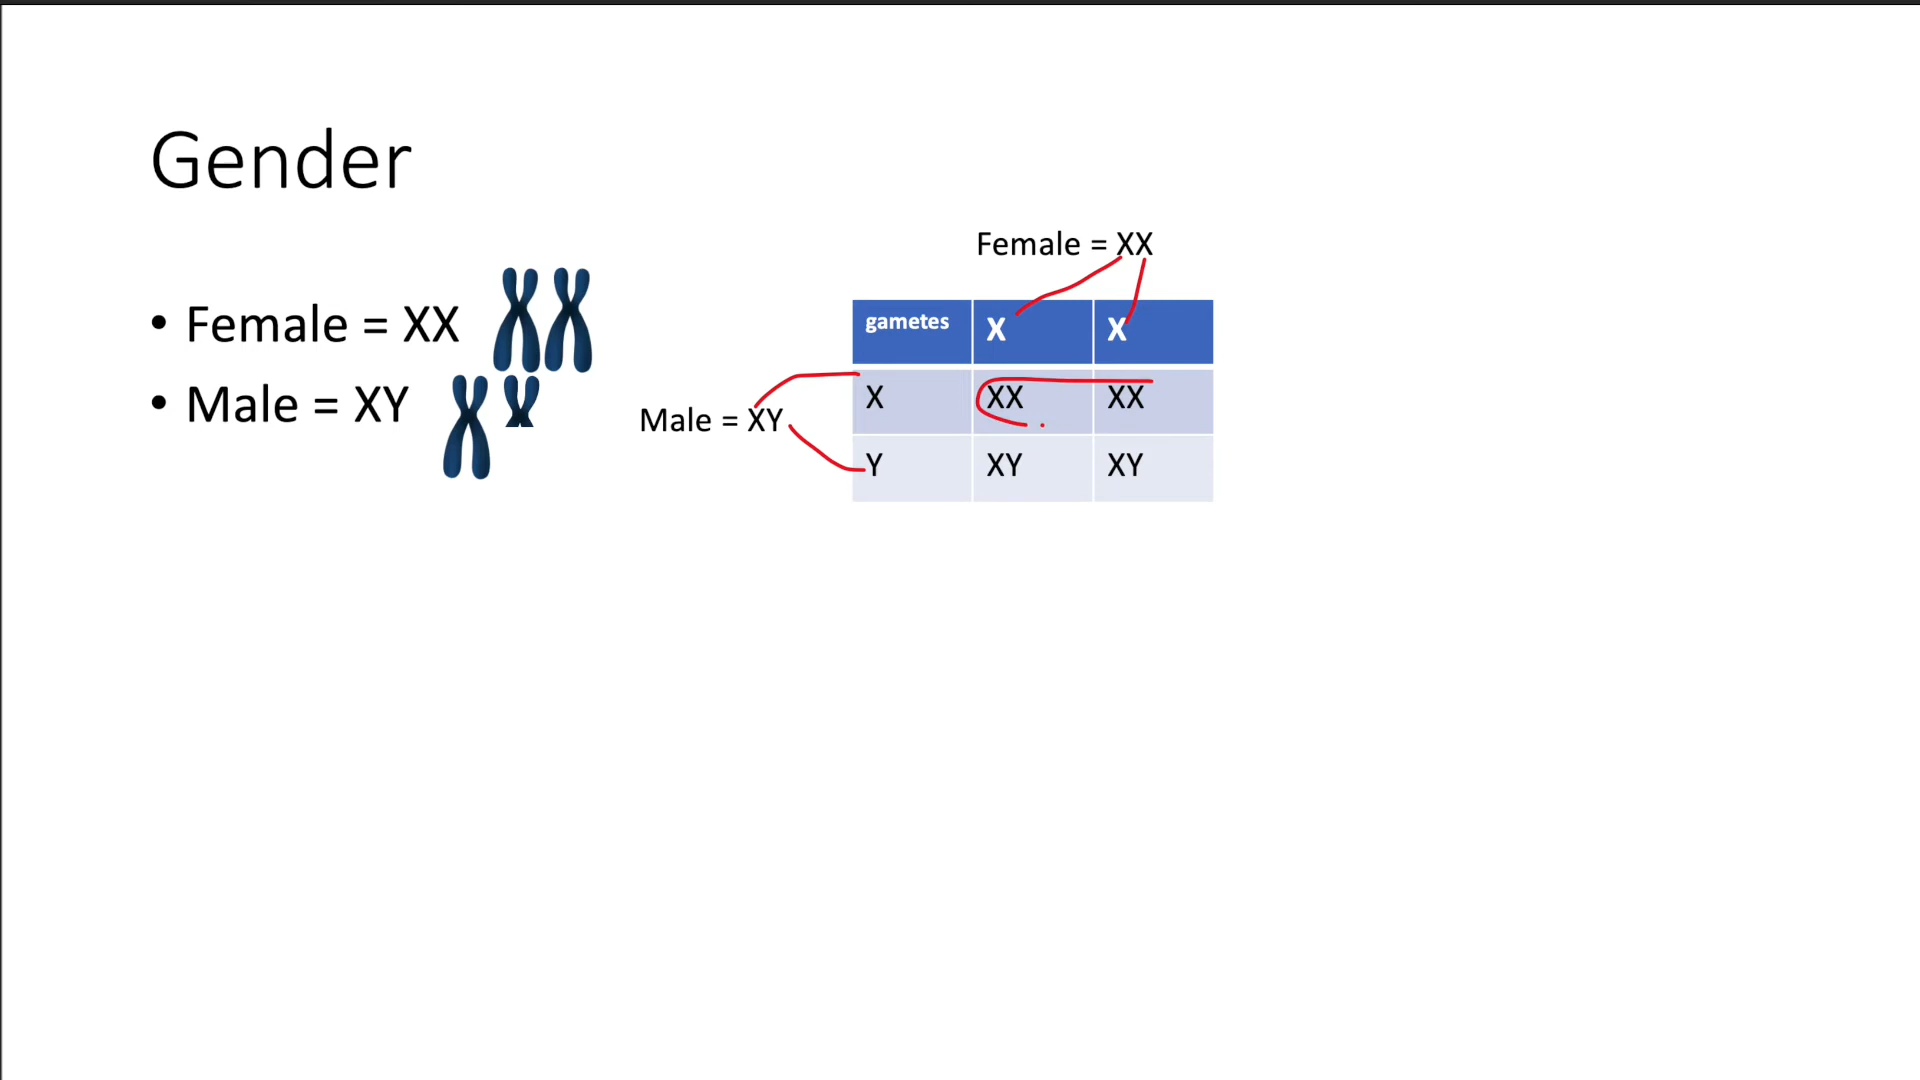 Gender
• Female = XX
• Male = XY
Female = XX
Male = XY
gametes X X
X XX XX
Y XY XY